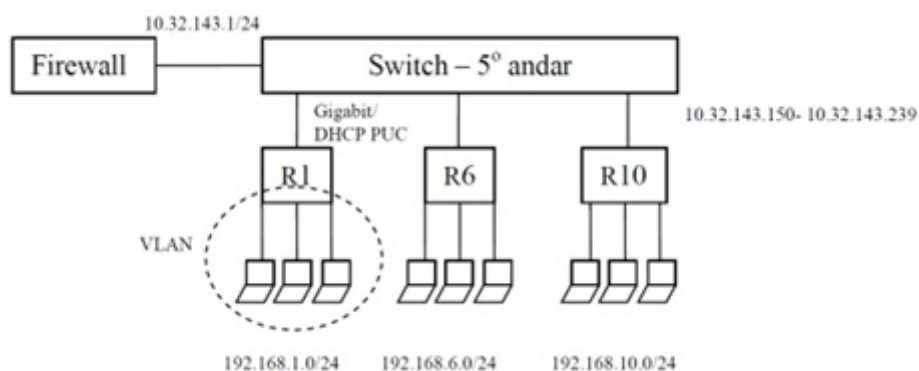 10.32.143.1/24
Firewall
Switch – 5º andar
Gigabit/
DHCP PUC
10.32.143.150- 10.32.143.239
R1
R6
R10
VLAN
192.168.1.0/24
192.168.6.0/24
192.168.10.0/24